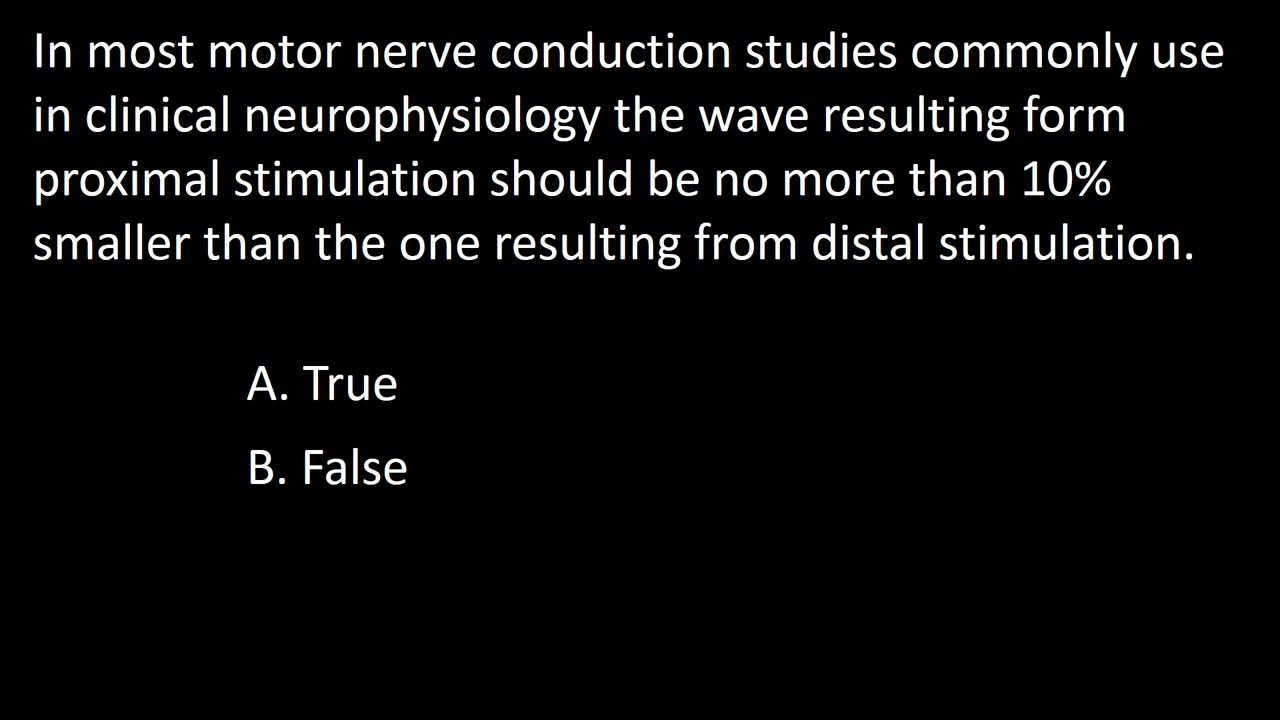 In most motor nerve conduction studies commonly use
in clinical neurophysiology the wave resulting form
proximal stimulation should be no more than 10%
smaller than the one resulting from distal stimulation.
A. True
B. False